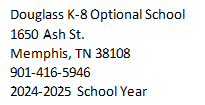 Douglass K-8 Optional School
1650 Ash St.
Memphis, TN 38108
901-416-5946
2024-2025 School Year